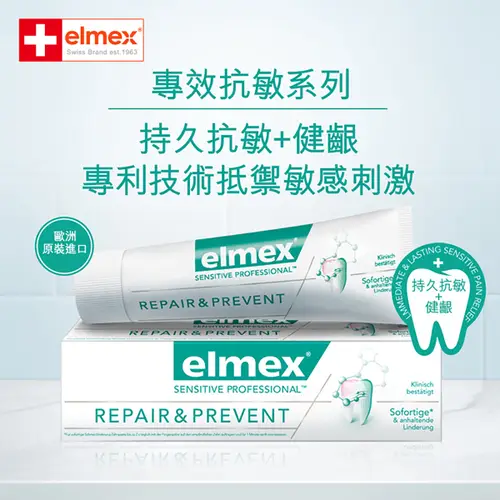 elmex®
Swiss Brand est.1963
專效抗敏系列
持久抗敏+健齦
專利技術抵禦敏感刺激
歐洲
原裝進口
elmex®
SENSITIVE PROFESSIONAL™
REPAIR & PREVENT
Klinisch
bestätigt
Sofortige*
& anhaltende
Linderung
IMMEDIATE & LASTING SENSITIVE PAIN RELIEF
持久抗敏
+
健齦
elmex®
SENSITIVE PROFESSIONAL™
REPAIR & PREVENT
Klinisch
bestätigt
Sofortige*
& anhaltende
Linderung